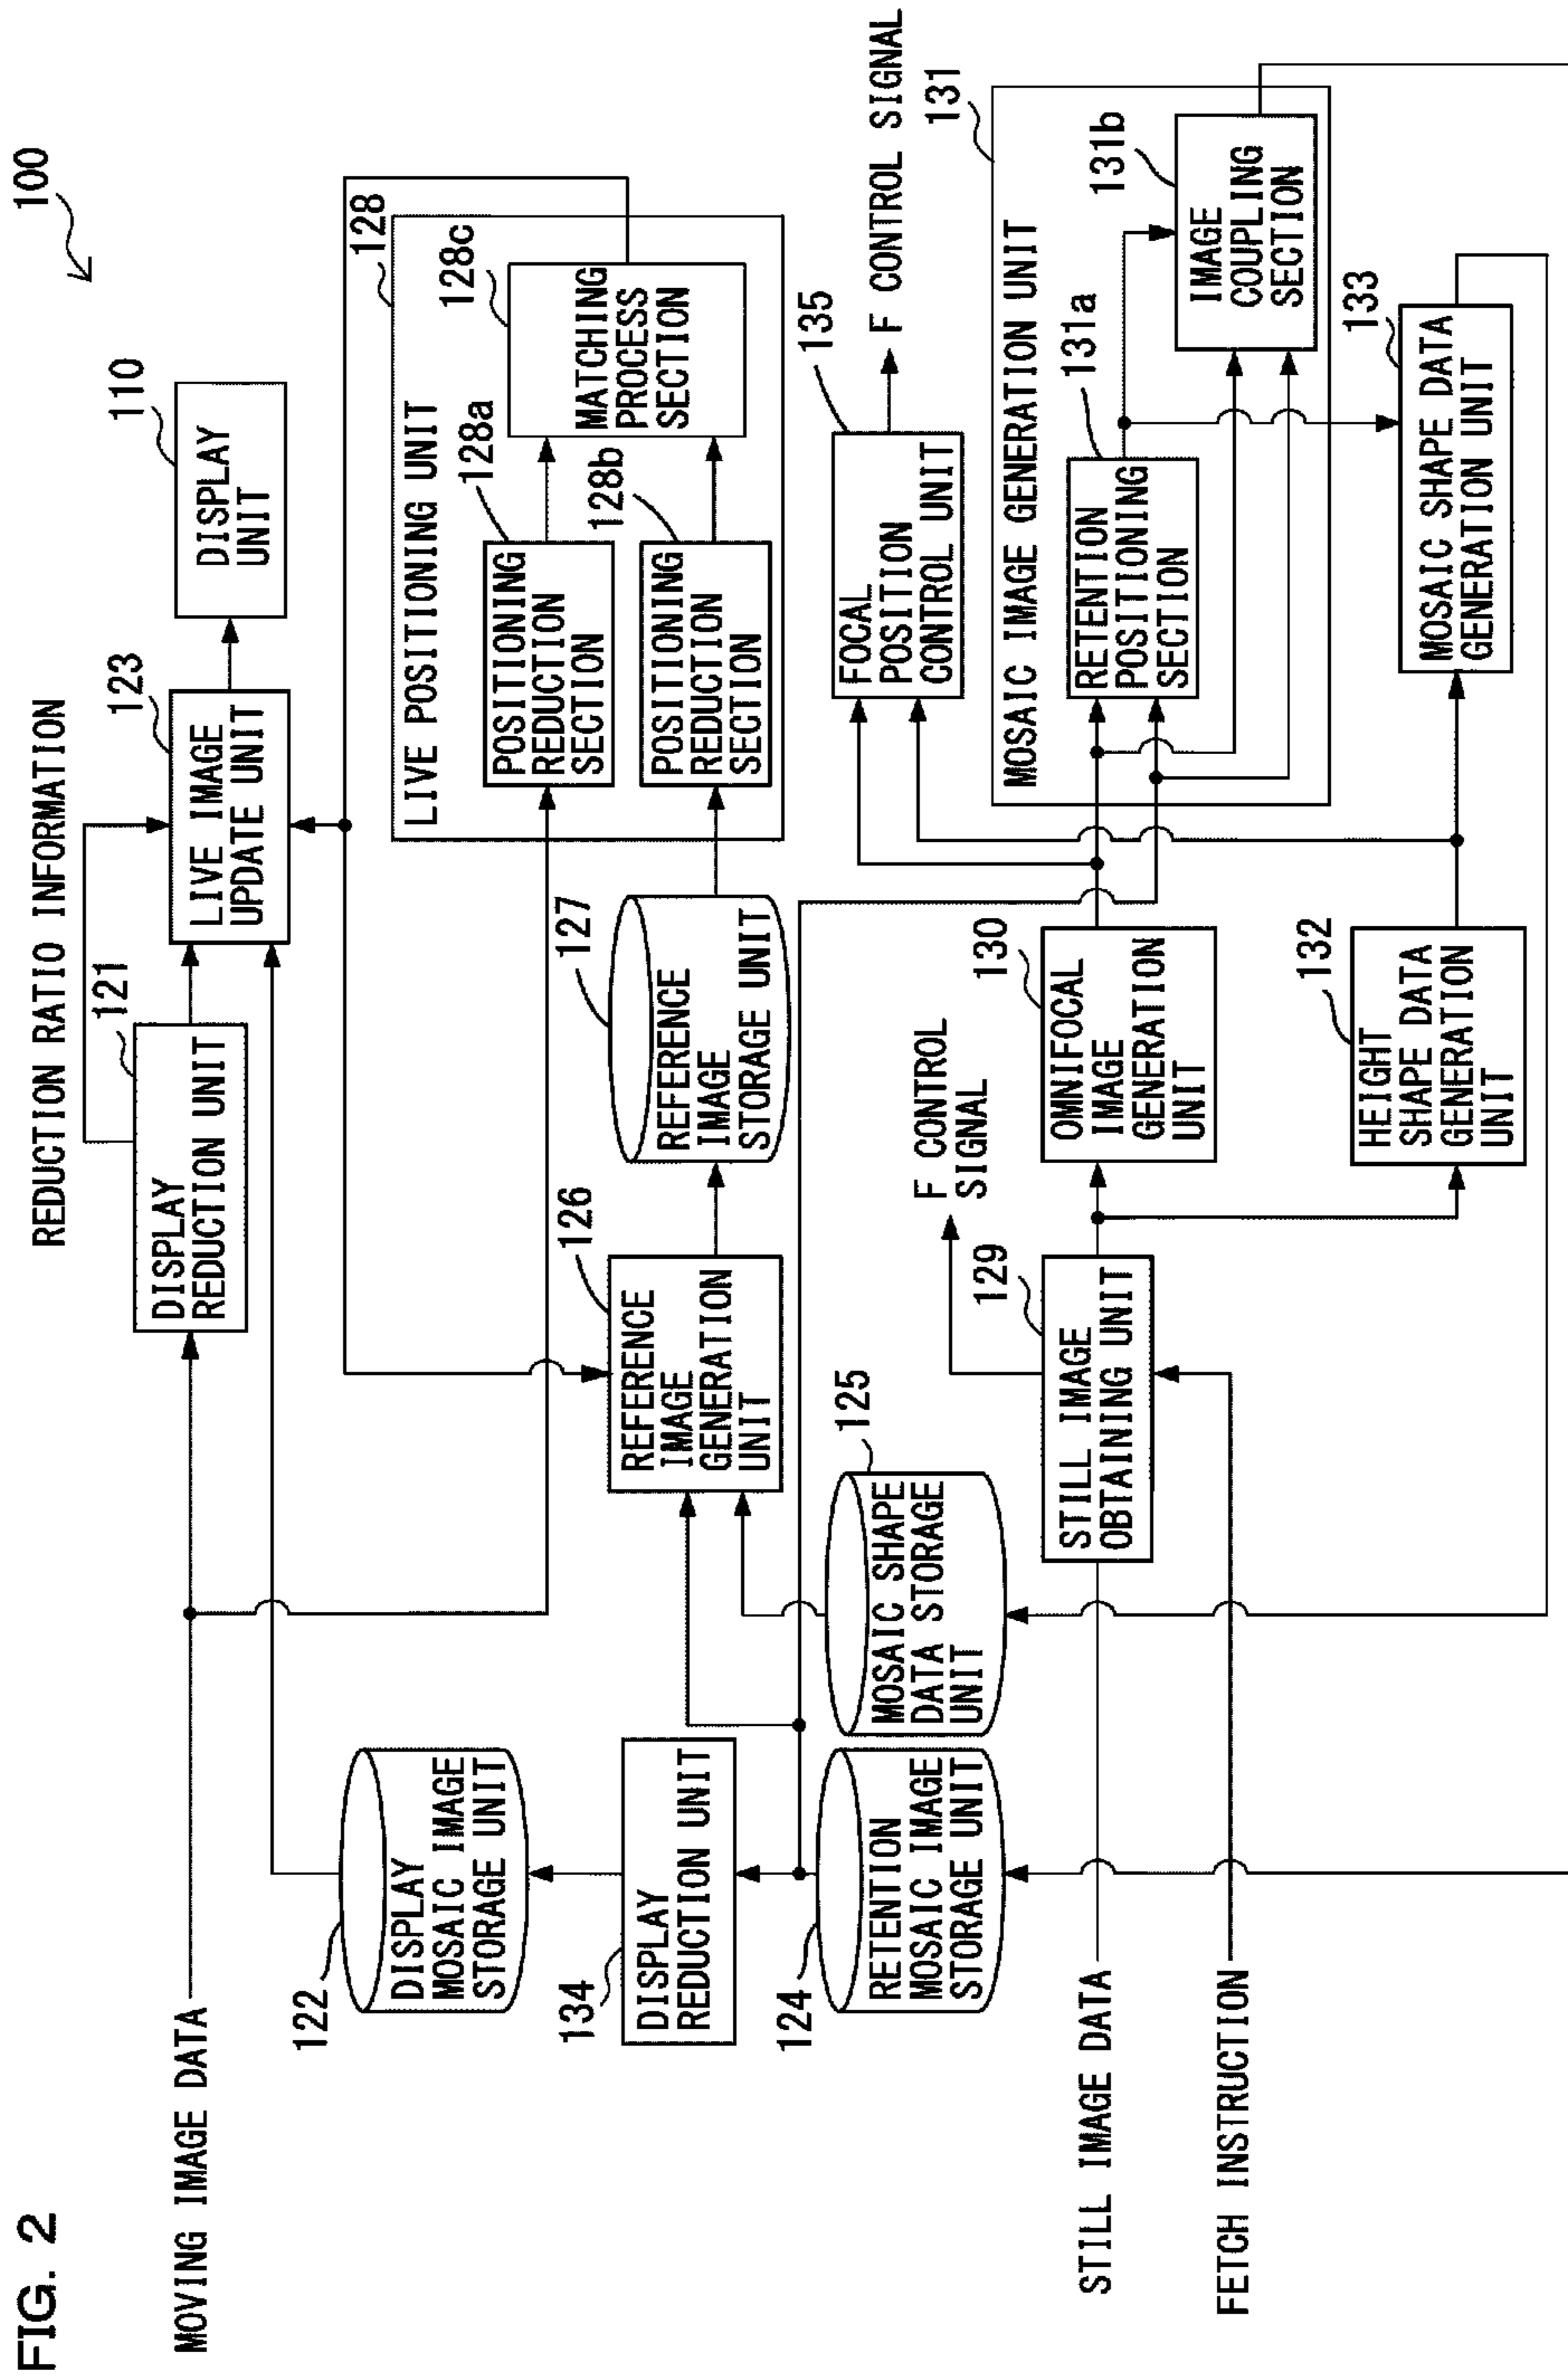 FIG. 2
100
REDUCTION RATIO INFORMATION
MOVING IMAGE DATA
121
DISPLAY
REDUCTION UNIT
123
LIVE IMAGE
UPDATE UNIT
110
DISPLAY
UNIT
122
DISPLAY
MOSAIC IMAGE
STORAGE UNIT
128
LIVE POSITIONING UNIT
128a
POSITIONING
REDUCTION
SECTION
128b
POSITIONING
REDUCTION
SECTION
128c
MATCHING
PROCESS
SECTION
134
DISPLAY
REDUCTION UNIT
126
REFERENCE
IMAGE
GENERATION
UNIT
127
REFERENCE
IMAGE
STORAGE UNIT
124
RETENTION
MOSAIC IMAGE
STORAGE UNIT
125
MOSAIC SHAPE
DATA STORAGE
UNIT
135
FOCAL
POSITION
CONTROL UNIT
F CONTROL SIGNAL
F CONTROL
SIGNAL
STILL IMAGE DATA
129
STILL IMAGE
OBTAINING UNIT
130
OMNIFOCAL
IMAGE
GENERATION
UNIT
131
MOSAIC IMAGE GENERATION UNIT
131a
RETENTION
POSITIONING
SECTION
131b
IMAGE
COUPLING
SECTION
FETCH INSTRUCTION
132
HEIGHT
SHAPE DATA
GENERATION
UNIT
133
MOSAIC SHAPE DATA
GENERATION UNIT